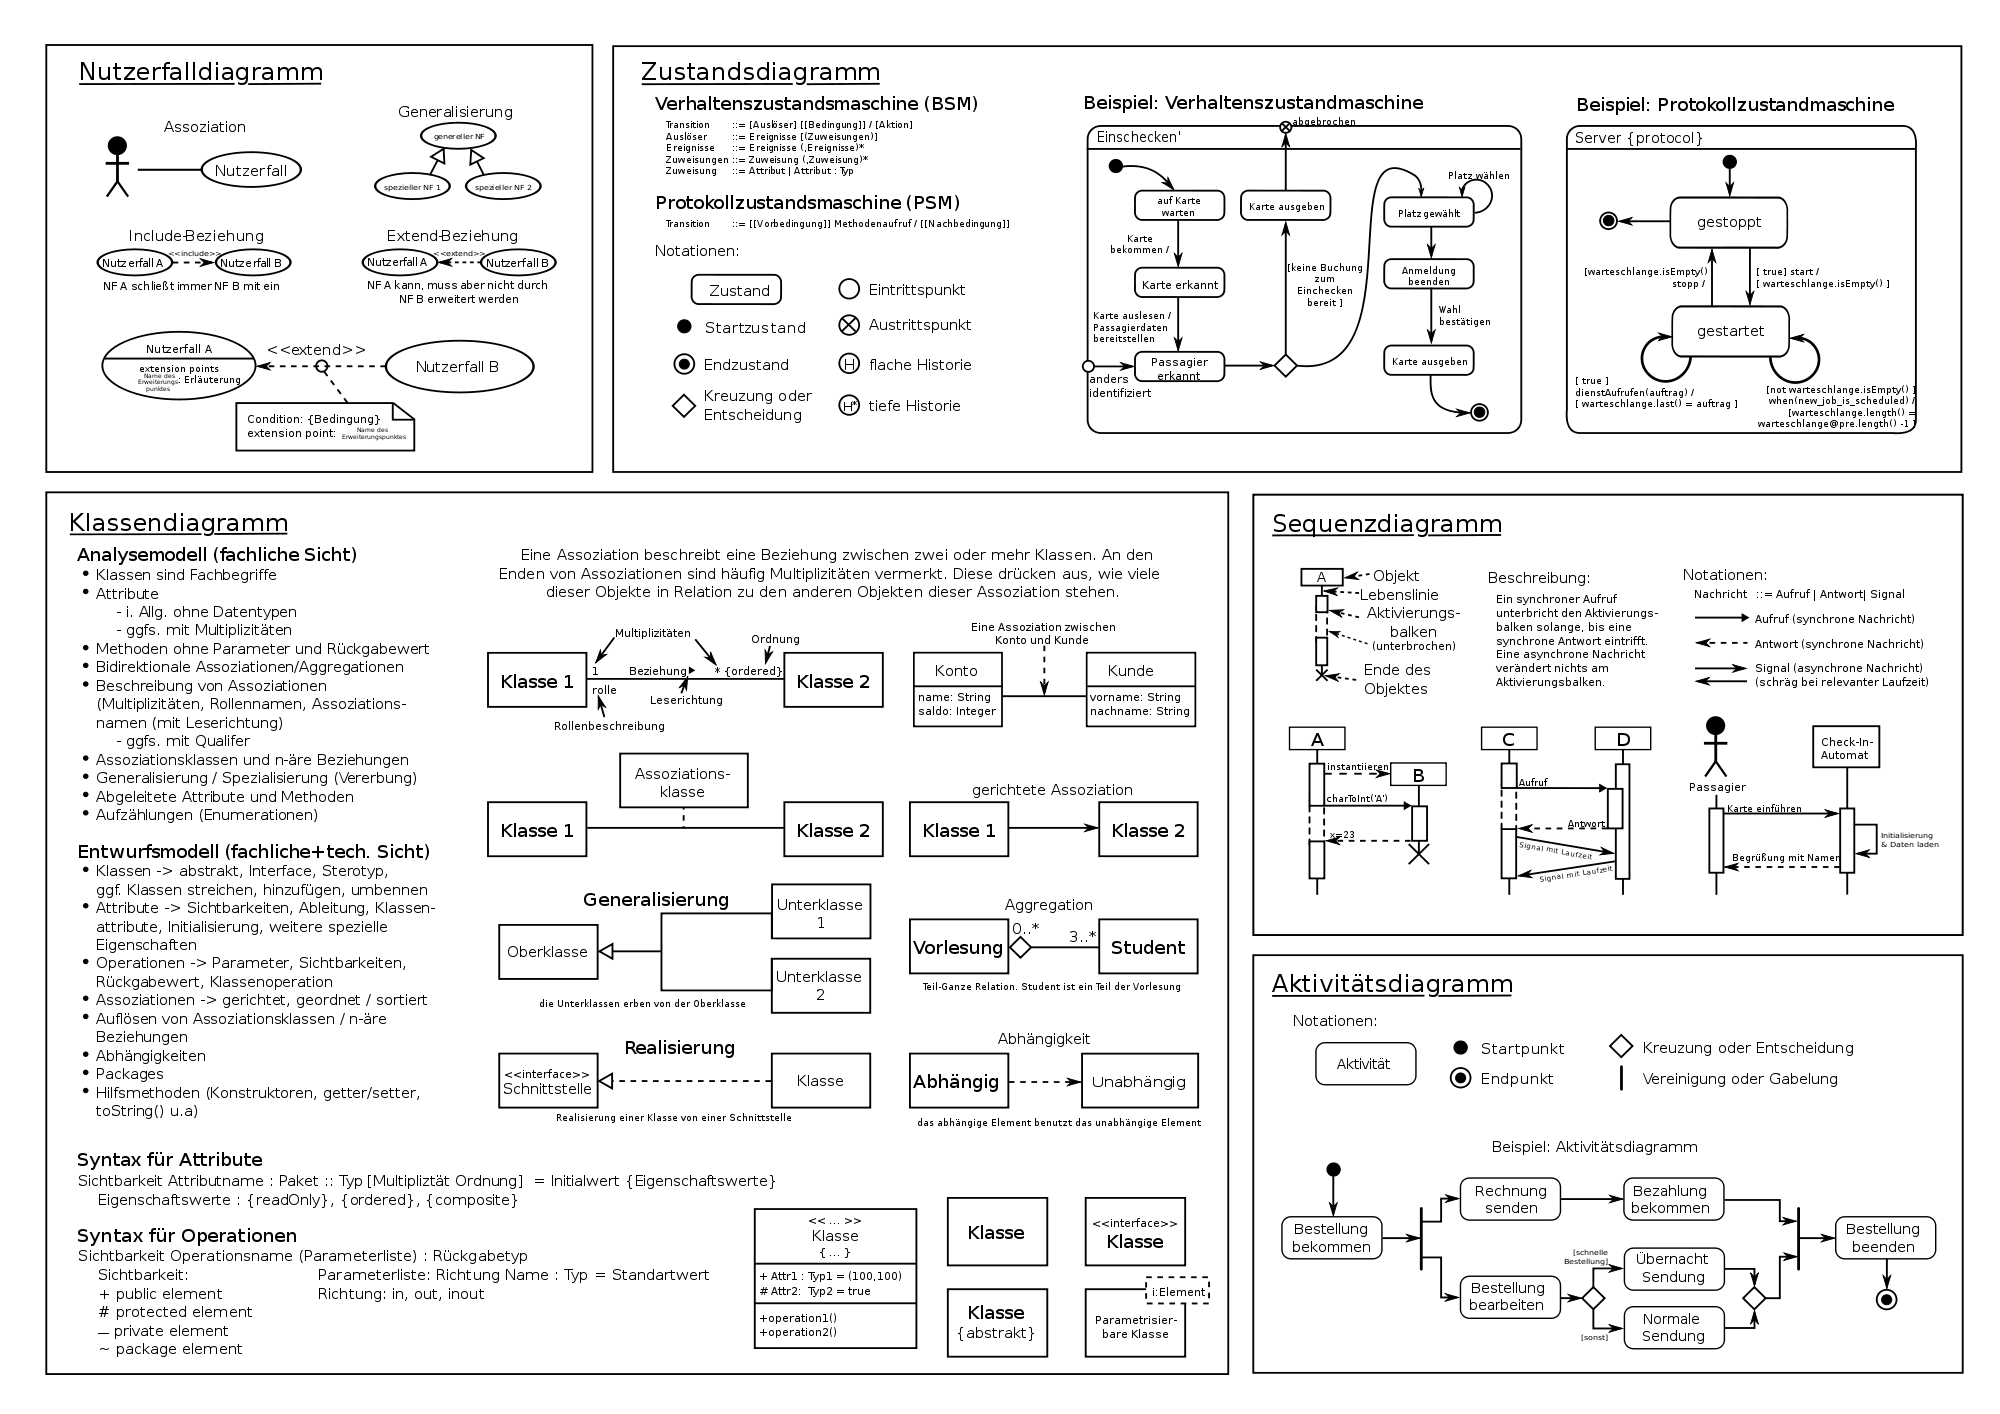 Nutzerfalldiagramm
Assoziation
Nutzerfall
Generalisierung
genereller NF
spezieller NF 1
spezieller NF 2
Include-Beziehung
Nutzerfall A
<<include>>
Nutzerfall B
NF A schließt immer NF B mit ein
Extend-Beziehung
Nutzerfall A
<<extend>>
Nutzerfall B
NF A kann, muss aber nicht durch
NF B erweitert werden
Nutzerfall A
extension points
Name des
Erweiterungs-
punktes
: Erläuterung
<<extend>>
Nutzerfall B
Condition: {Bedingung}
extension point:
Name des
Erweiterungspunktes
Zustandsdiagramm
Verhaltenszustandsmaschine (BSM)
Transition ::= [Auslöser] [[Bedingung]] / [Aktion]
Auslöser ::= Ereignisse [(Zuweisungen)]
Ereignisse ::= Ereignisse (,Ereignisse)*
Zuweisungen ::= Zuweisung (,Zuweisung)*
Zuweisung ::= Attribut | Attribut : Typ
Protokollzustandsmaschine (PSM)
Transition ::= [[Vorbedingung]] Methodenaufruf / [[Nachbedingung]]
Notationen:
Zustand
Startzustand
Endzustand
Kreuzung oder
Entscheidung
Eintrittspunkt
Austrittspunkt
H
flache Historie
H*
tiefe Historie
Beispiel: Verhaltenszustandmaschine
abgebrochen
Einschecken'
auf Karte
warten
Karte
bekommen /
Karte erkannt
Karte auslesen /
Passagierdaten
bereitstellen
Passagier
erkannt
anders
identifiziert
Karte ausgeben
[keine Buchung
zum
Einchecken
bereit ]
Platz wählen
Platz gewählt
Anmeldung
beenden
Wahl
bestätigen
Karte ausgeben
Beispiel: Protokollzustandmaschine
Server {protocol}
gestoppt
[warteschlange.isEmpty()
stopp /
[ true] start /
[ warteschlange.isEmpty() ]
gestartet
[ true ]
dienstAufrufen(auftrag) /
[ warteschlange.last() = auftrag ]
[not warteschlange.isEmpty() ]
when(new_job_is_scheduled) /
[warteschlange.length() =
warteschlange@pre.length() -1 ]
Klassendiagramm
Analysemodell (fachliche Sicht)
• Klassen sind Fachbegriffe
• Attribute
- i. Allg. ohne Datentypen
- ggfs. mit Multiplizitäten
• Methoden ohne Parameter und Rückgabewert
• Bidirektionale Assoziationen/Aggregationen
• Beschreibung von Assoziationen
(Multiplizitäten, Rollennamen, Assoziations-
namen (mit Leserichtung)
- ggfs. mit Qualifer
• Assoziationsklassen und n-äre Beziehungen
• Generalisierung / Spezialisierung (Vererbung)
• Abgeleitete Attribute und Methoden
• Aufzählungen (Enumerationen)
Entwurfsmodell (fachliche+tech. Sicht)
• Klassen -> abstrakt, Interface, Sterotyp,
ggf. Klassen streichen, hinzufügen, umbennen
• Attribute -> Sichtbarkeiten, Ableitung, Klassen-
attribute, Initialisierung, weitere spezielle
Eigenschaften
• Operationen -> Parameter, Sichtbarkeiten,
Rückgabewert, Klassenoperation
• Assoziationen -> gerichtet, geordnet / sortiert
• Auflösen von Assoziationsklassen / n-äre
Beziehungen
• Abhängigkeiten
• Packages
• Hilfsmethoden (Konstruktoren, getter/setter,
toString() u.a)
Eine Assoziation beschreibt eine Beziehung zwischen zwei oder mehr Klassen. An den
Enden von Assoziationen sind häufig Multiplizitäten vermerkt. Diese drücken aus, wie viele
dieser Objekte in Relation zu den anderen Objekten dieser Assoziation stehen.
Multiplizitäten
Ordnung
Klasse 1
1
Beziehung
* {ordered}
Klasse 2
rolle
Leserichtung
Rollenbeschreibung
Eine Assoziation zwischen
Konto und Kunde
Konto
name: String
saldo: Integer
Kunde
vorname: String
nachname: String
Assoziations-
klasse
Klasse 1
Klasse 2
gerichtete Assoziation
Klasse 1
Klasse 2
Generalisierung
Oberklasse
Unterklasse
1
Unterklasse
2
die Unterklassen erben von der Oberklasse
Aggregation
Vorlesung
0..*
3..*
Student
Teil-Ganze Relation. Student ist ein Teil der Vorlesung
Realisierung
<<interface>>
Schnittstelle
Klasse
Realisierung einer Klasse von einer Schnittstelle
Abhängigkeit
Abhängig
Unabhängig
das abhängige Element benutzt das unabhängige Element
Syntax für Attribute
Sichtbarkeit Attributname : Paket :: Typ [Multipliztät Ordnung] = Initialwert {Eigenschaftswerte}
Eigenschaftswerte : {readOnly}, {ordered}, {composite}
Syntax für Operationen
Sichtbarkeit Operationsname (Parameterliste) : Rückgabetyp
Sichtbarkeit:
+ public element
# protected element
— private element
~ package element
Parameterliste: Richtung Name : Typ = Standartwert
Richtung: in, out, inout
<< ... >>
Klasse
{ ... }
+ Attr1 : Typ1 = (100,100)
# Attr2: Typ2 = true
+operation1()
+operation2()
Klasse
<<interface>>
Klasse
Klasse
{abstrakt}
i:Element
Parametrisier-
bare Klasse
Sequenzdiagramm
A
Objekt
Lebenslinie
Aktivierungs-
balken
(unterbrochen)
Ende des
Objektes
Beschreibung:
Ein synchroner Aufruf
unterbricht den Aktivierungs-
balken solange, bis eine
synchrone Antwort eintrifft.
Eine asynchrone Nachricht
verändert nichts am
Aktivierungsbalken.
Notationen:
Nachricht ::= Aufruf | Antwort| Signal
Aufruf (synchrone Nachricht)
Antwort (synchrone Nachricht)
Signal (asynchrone Nachricht)
(schräg bei relevanter Laufzeit)
A
instantiieren
B
charToInt('A')
x=23
C
D
Aufruf
Antwort
Signal mit Laufzeit
Signal mit Laufzeit
Passagier
Check-In-
Automat
Karte einführen
Initialisierung
& Daten laden
Begrüßung mit Namen
Aktivitätsdiagramm
Notationen:
Aktivität
Startpunkt
Endpunkt
Kreuzung oder Entscheidung
Vereinigung oder Gabelung
Beispiel: Aktivitätsdiagramm
Bestellung
bekommen
Rechnung
senden
Bezahlung
bekommen
Bestellung
bearbeiten
[schnelle
Bestellung]
Übernacht
Sendung
[sonst]
Normale
Sendung
Bestellung
beenden